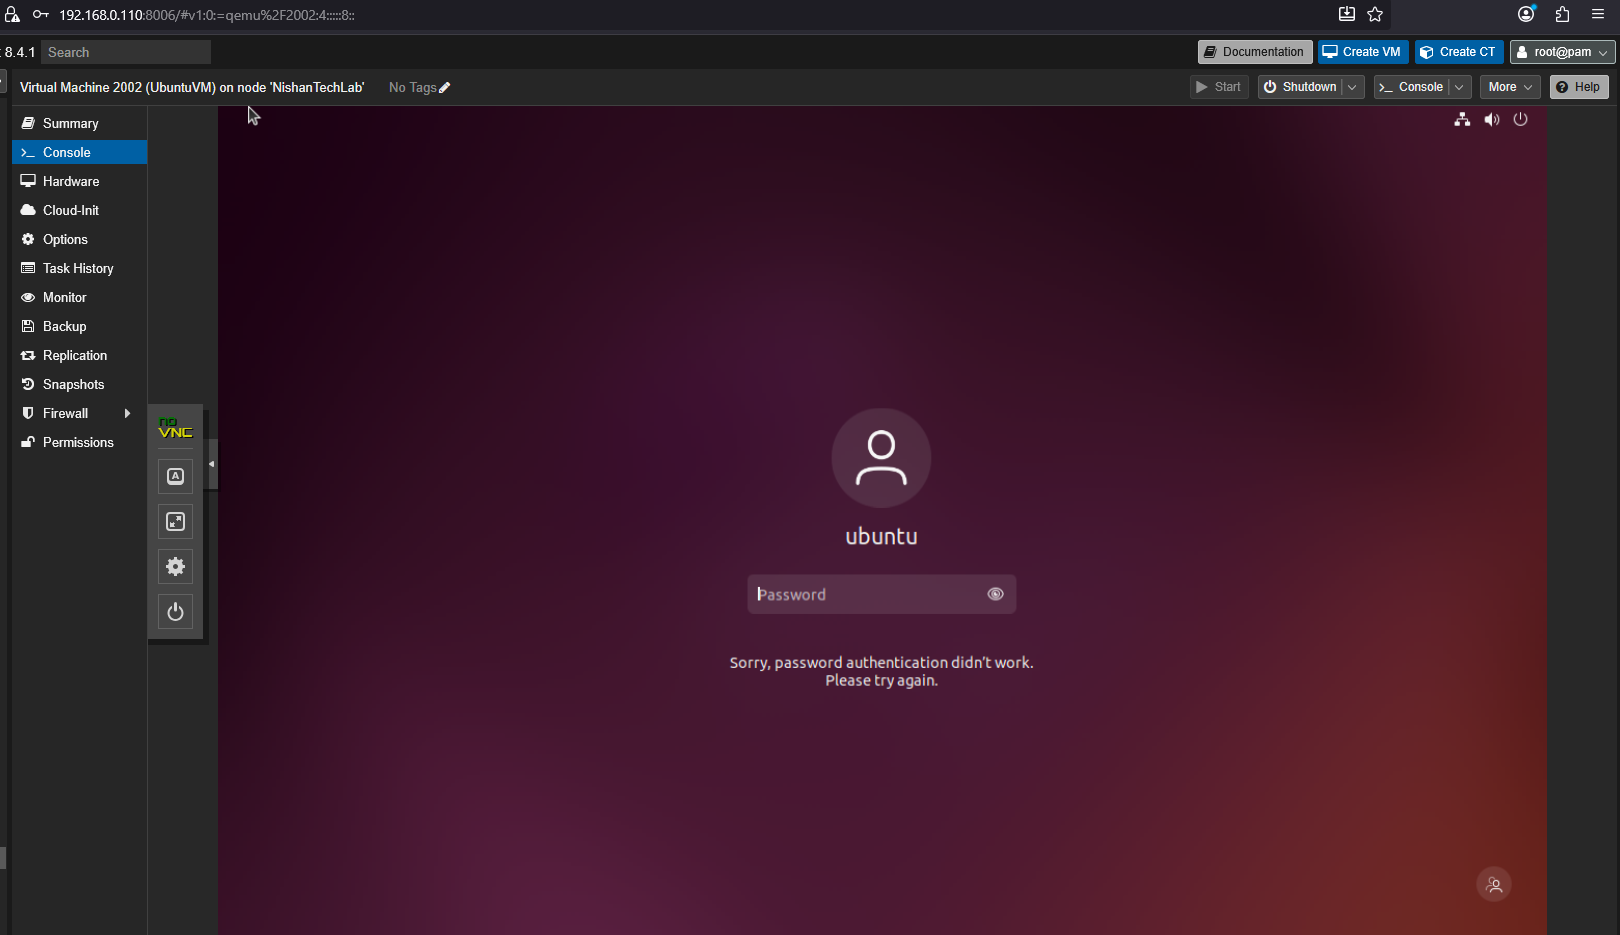 192.168.0.110:8006/#v1:0:=qemu%2F2002:4:::::8::
8.4.1 Search Documentation Create VM Create CT root@pam
Virtual Machine 2002 (UbuntuVM) on node 'NishanTechLab' No Tags Start Shutdown Console More Help
Summary
Console
Hardware
Cloud-Init
Options
Task History
Monitor
Backup
Replication
Snapshots
Firewall
Permissions
no
VNC
A
ubuntu
Password
Sorry, password authentication didn't work.
Please try again.